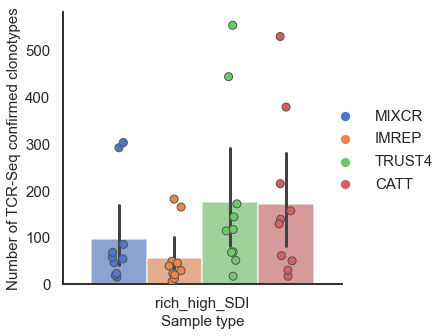 Number of TCR-Seq confirmed clonotypes
500
400
300
200
100
0
rich_high_SDI
Sample type
MIXCR
IMREP
TRUST4
CATT